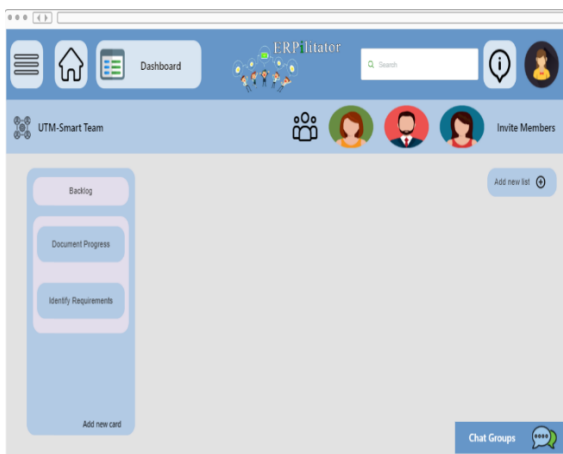 ERPilitator
Dashboard
Search
UTM-Smart Team
Invite Members
Backlog
Add new list
Document Progress
Identify Requirements
Add new card
Chat Groups